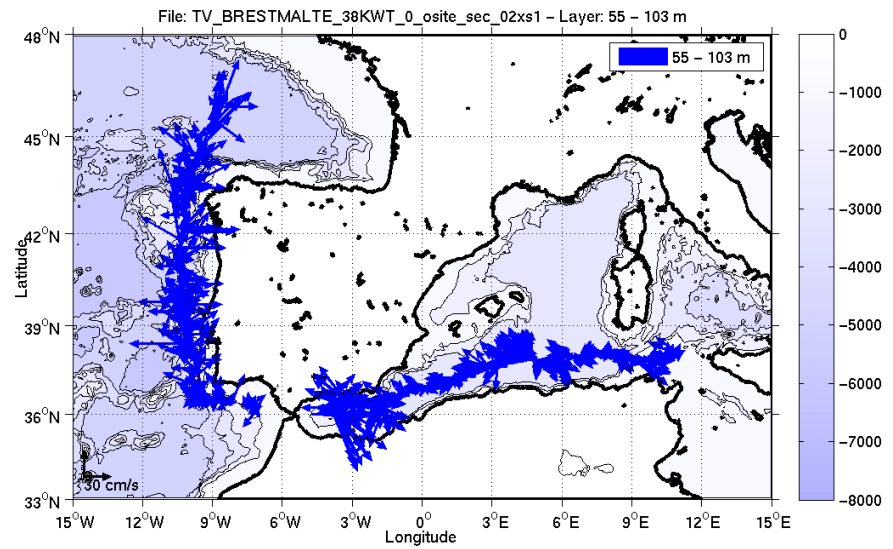 File: TV_BRESTMALTE_38KWT_0_osite_sec_02xs1 – Layer: 55 – 103 m
55 – 103 m
48°N
45°N
42°N
39°N
36°N
33°N
Latitude
30 cm/s
15°W
12°W
9°W
6°W
3°W
0°
3°E
6°E
9°E
12°E
15°E
Longitude
0
−1000
−2000
−3000
−4000
−5000
−6000
−7000
−8000